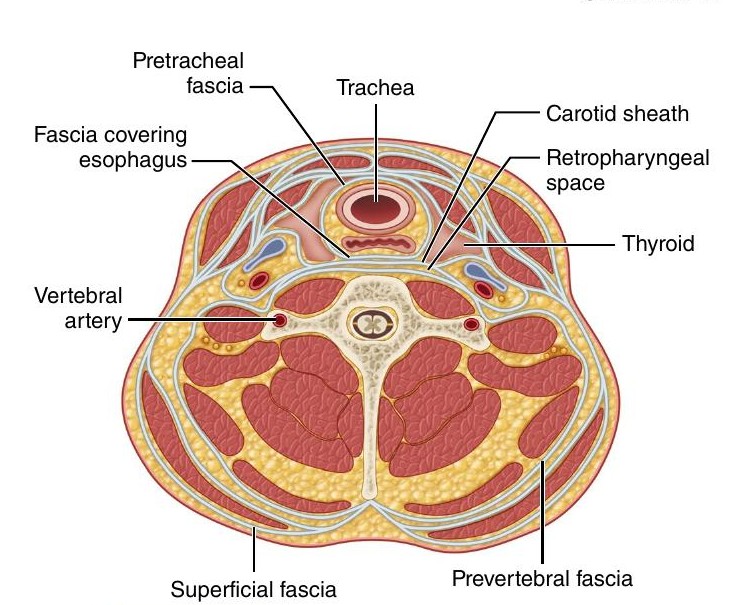 Pretracheal
fascia
Trachea
Carotid sheath
Fascia covering
esophagus
Retropharyngeal
space
Thyroid
Vertebral
artery
Superficial fascia
Prevertebral fascia